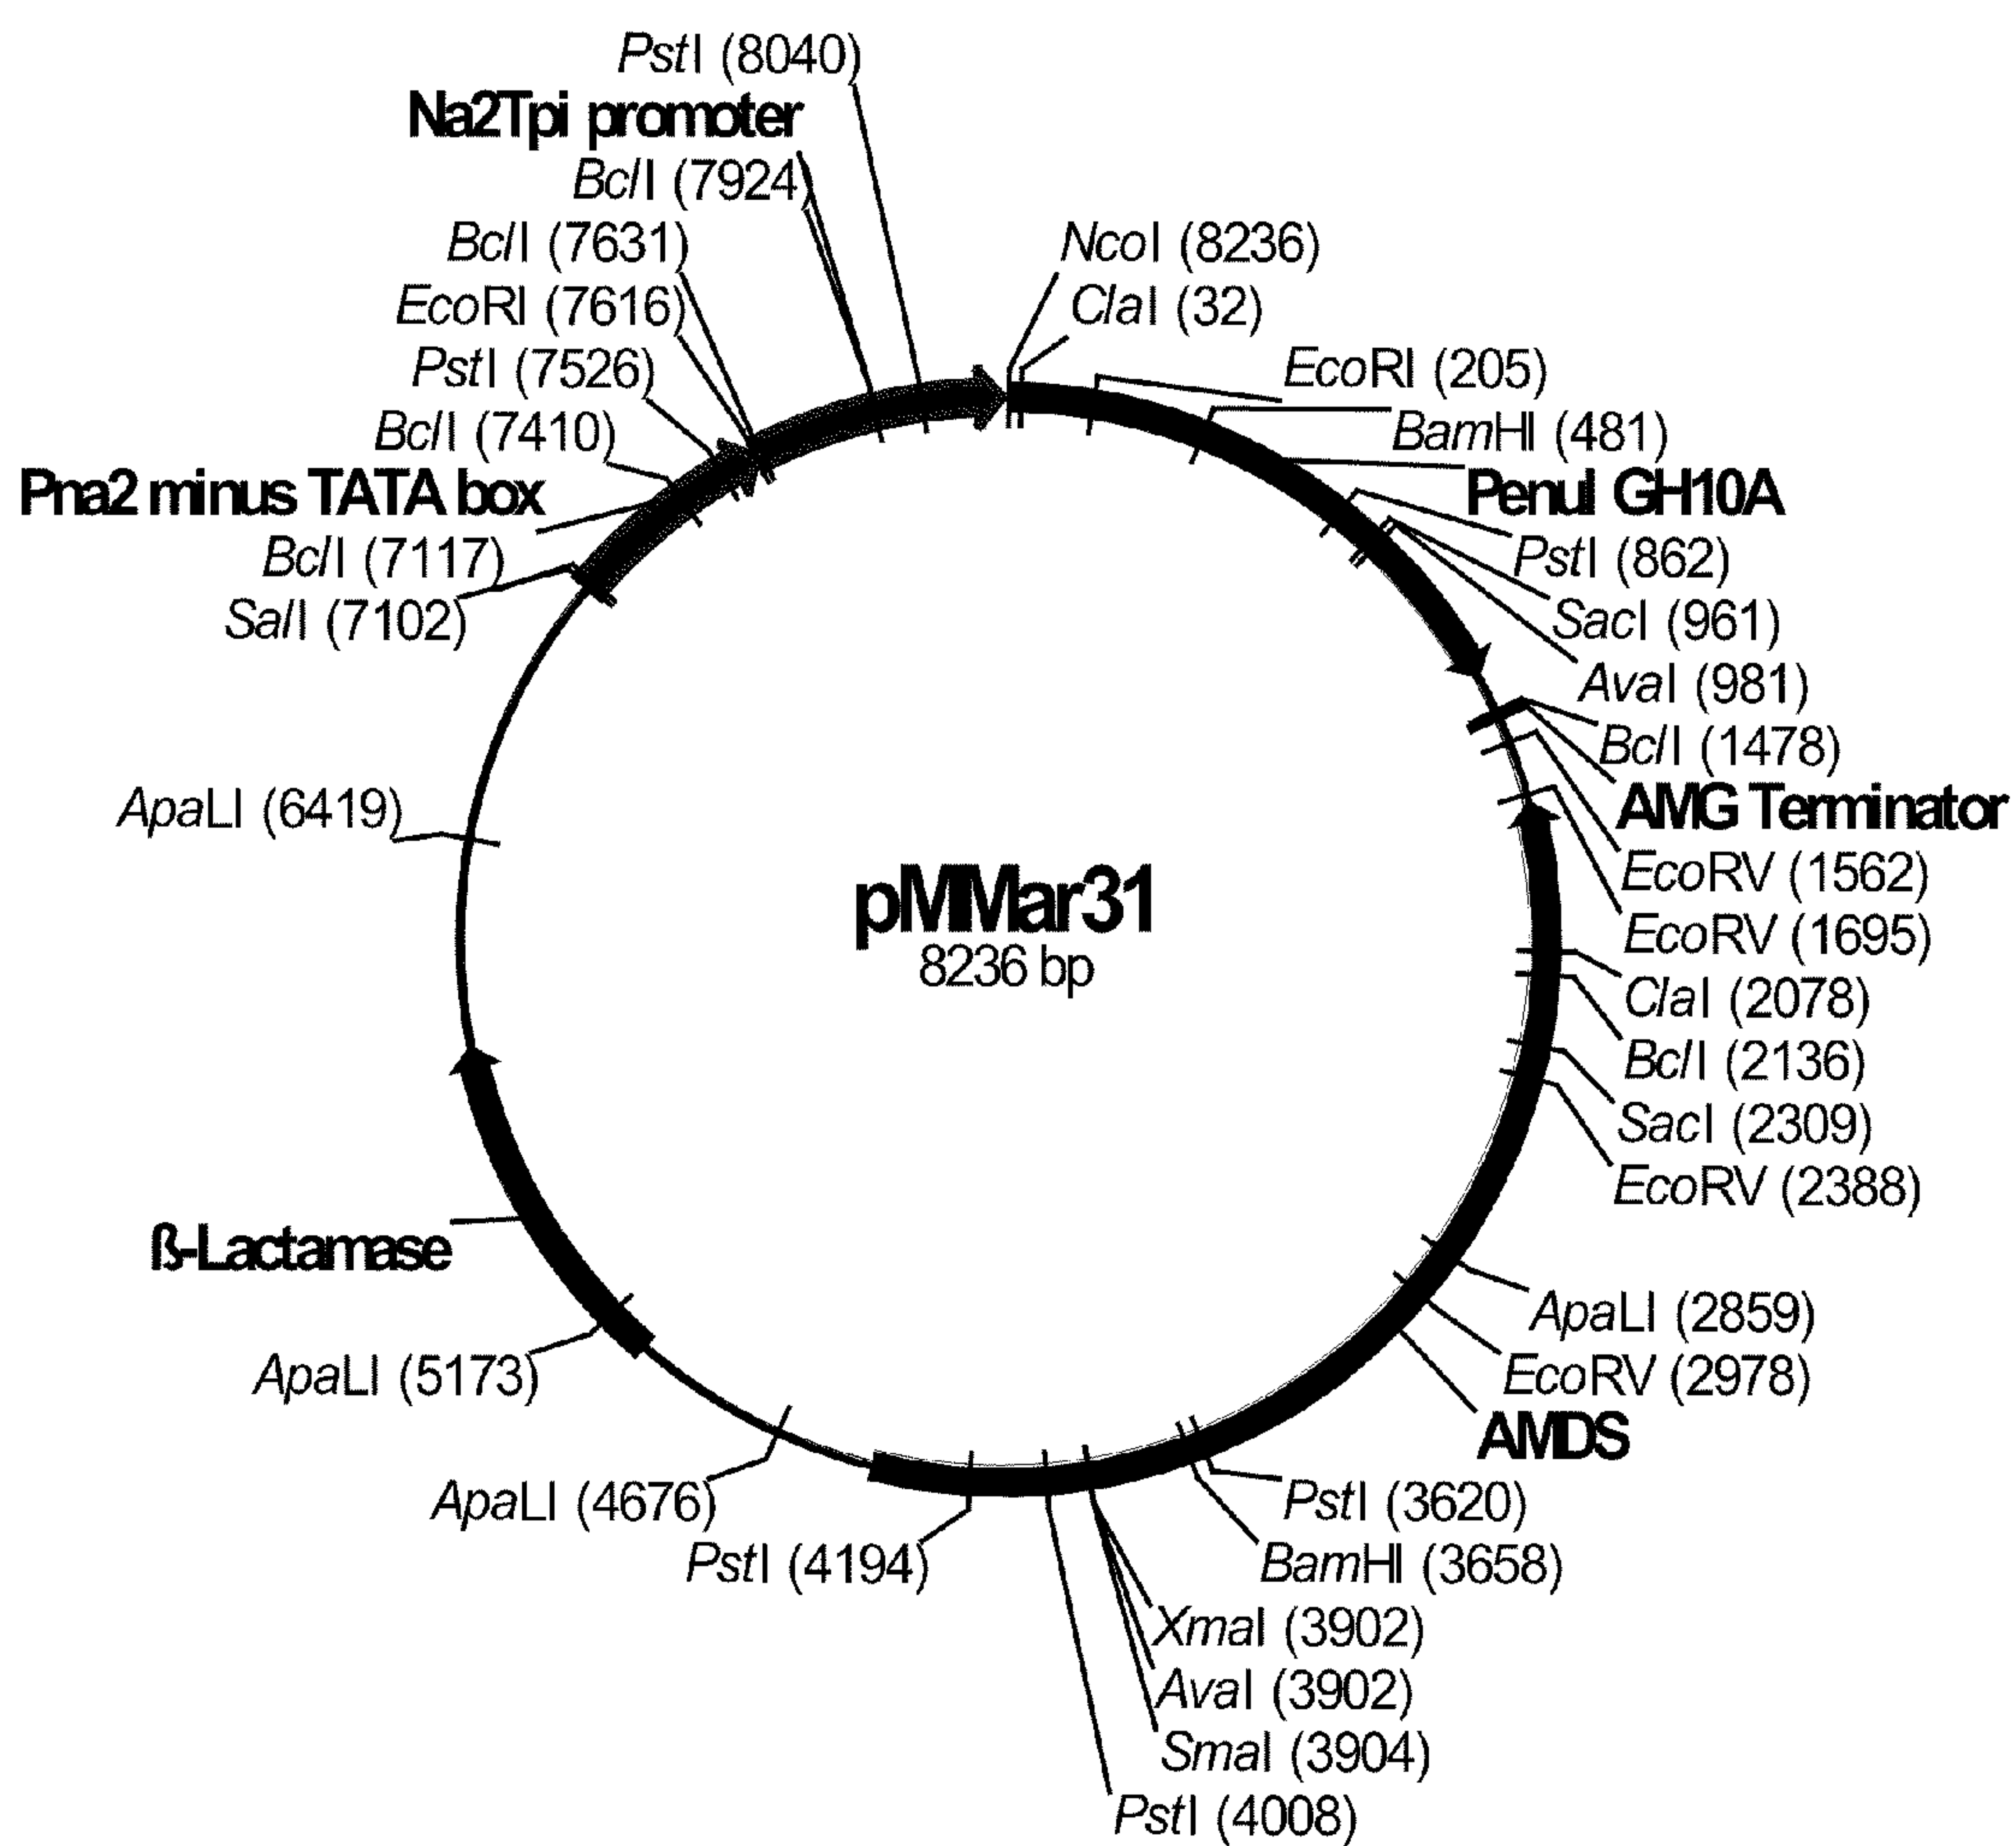 PstI (8040)
Na2Tpi promoter
BclI (7924)
BclI (7631)
EcoRI (7616)
PstI (7526)
BclI (7410)
Pna2 minus TATA box
BclI (7117)
SalI (7102)
ApaLI (6419)
ß-Lactamase
ApaLI (5173)
ApaLI (4676)
PstI (4194)
NcoI (8236)
ClaI (32)
EcoRI (205)
BamHI (481)
Penul GH10A
PstI (862)
SacI (961)
AvaI (981)
BclI (1478)
AMG Terminator
EcoRV (1562)
EcoRV (1695)
ClaI (2078)
BclI (2136)
SacI (2309)
EcoRV (2388)
ApaLI (2859)
EcoRV (2978)
AMDS
PstI (3620)
BamHI (3658)
XmaI (3902)
AvaI (3902)
SmaI (3904)
PstI (4008)
pMMar31
8236 bp